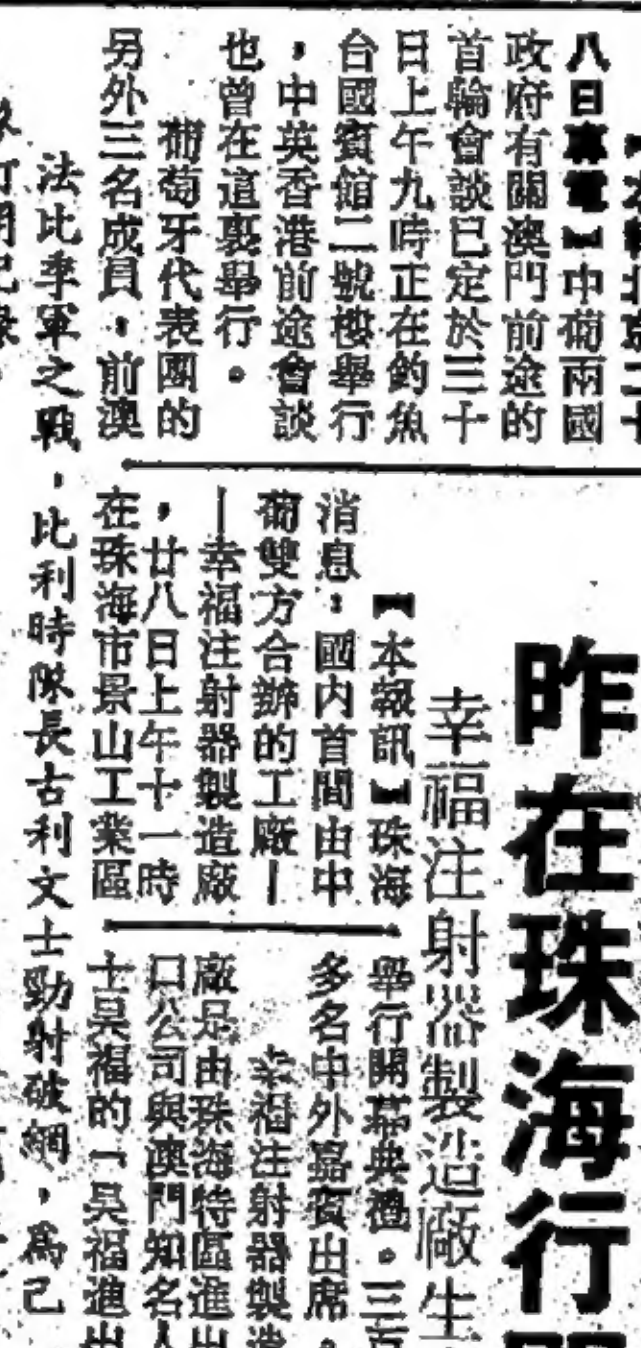 八日專電】中葡兩國
政府有關澳門前途的
首輪會談已定於三十
日上午九時正在釣魚
台國賓館二號樓舉行
，中英香港前途會談
也曾在這裏舉行。
葡萄牙代表團的
另外三名成員，前澳
昨在珠海行
幸福注射器製造廠生
【本報訊】珠海
消息：國内首間由中
葡雙方合辦的工廠—
—幸福注射器製造廠
，廿八日上午十一時
在珠海市景山工業區
舉行開幕典禮。三百
多名中外嘉賓出席。
幸福注射器製造
廠是由珠海特區進出
口公司與澳門知名人
士吳福的「吳福進出
法比季軍之戰，比利時隊長古利文士勁射破網，爲己